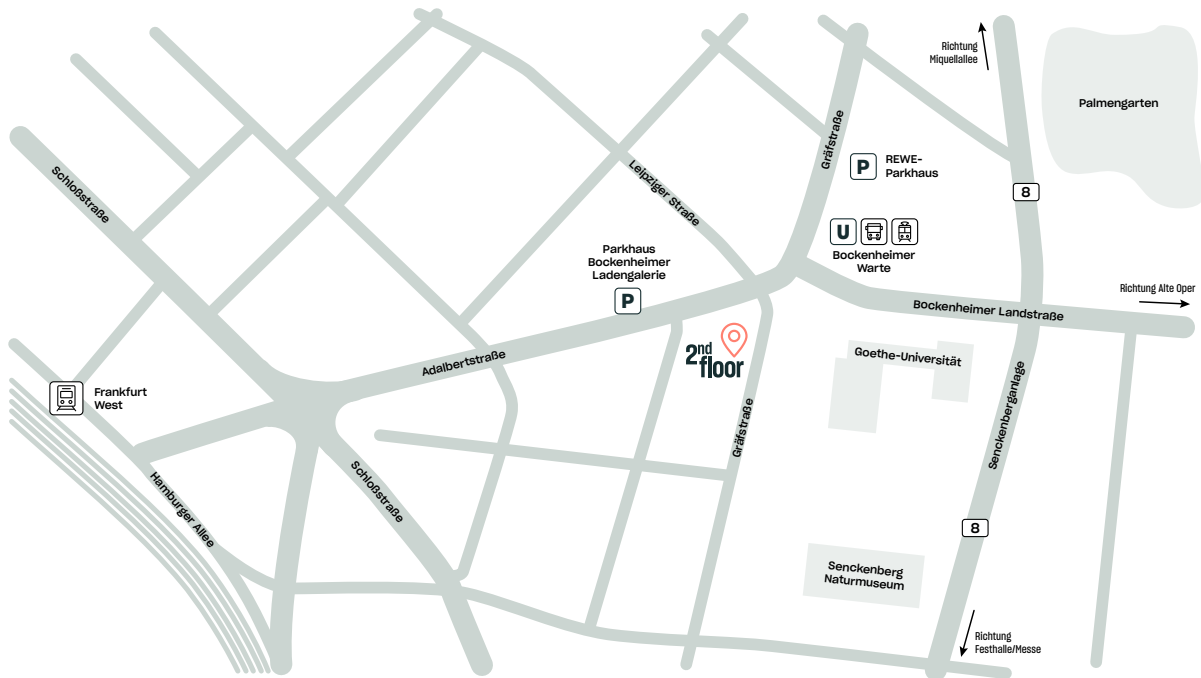 Richtung
Miquellallee
Palmengarten
Gräfstraße
P
REWE-
Parkhaus
Schloßstraße
Leipziger Straße
8
U
Bockenheimer
Warte
Parkhaus
Bockenheimer
Ladengalerie
P
Richtung Alte Oper
Bockenheimer Landstraße
2nd
floor
Adalbertstraße
Goethe-Universität
Frankfurt
West
Senckenberganlage
Gräfstraße
Schloßstraße
Hamburger Allee
8
Senckenberg
Naturmuseum
Richtung
Festhalle/Messe